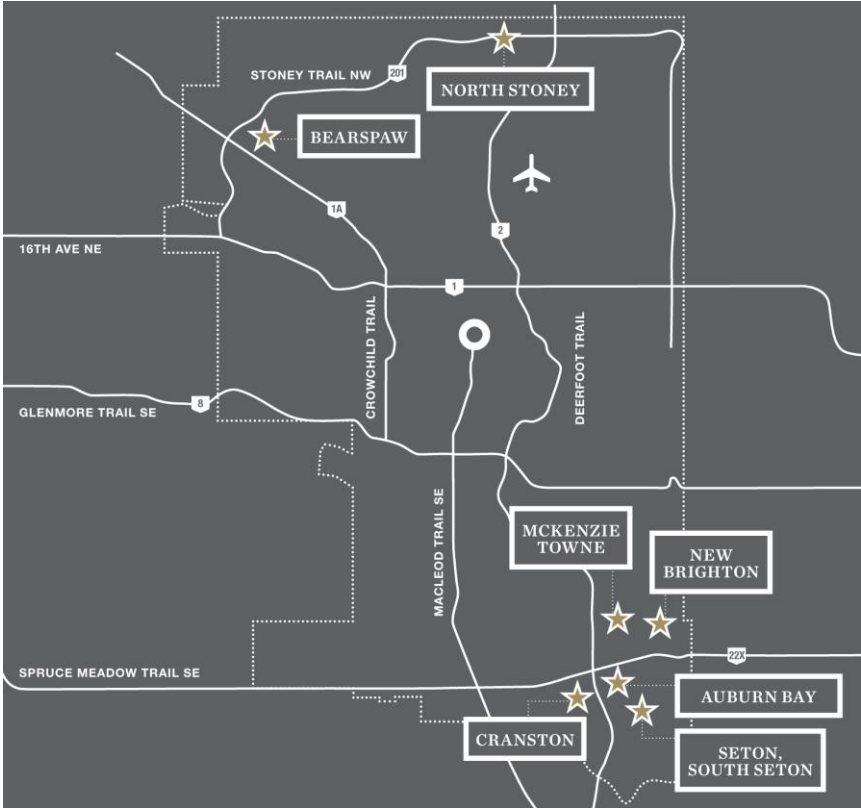 STONEY TRAIL NW
201
NORTH STONEY
BEARSPAW
1A
2
16TH AVE NE
1
CROWCHILD TRAIL
DEERFOOT TRAIL
8
GLENMORE TRAIL SE
MACLEOD TRAIL SE
MCKENZIE
TOWNE
NEW
BRIGHTON
22X
SPRUCE MEADOW TRAIL SE
AUBURN BAY
CRANSTON
SETON,
SOUTH SETON